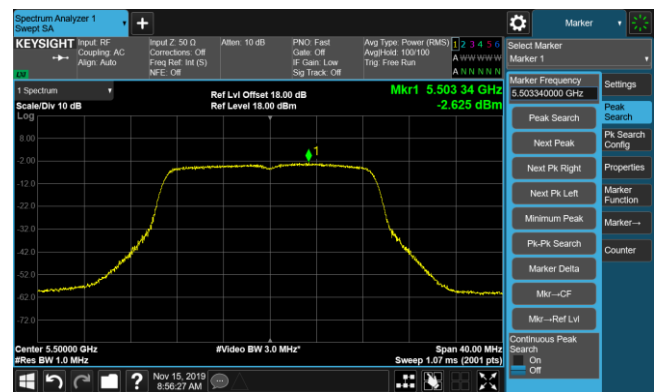 Spectrum Analyzer 1
Swept SA
Marker
KEYSIGHT
Input: RF
Coupling: AC
Align: Auto
Input Z: 50 Ω
Corrections: Off
Freq Ref: Int (S)
NFE: Off
Atten: 10 dB
PNO: Fast
Gate: Off
IF Gain: Low
Sig Track: Off
Avg Type: Power (RMS)
Avg|Hold: 100/100
Trig: Free Run
1 2 3 4 5 6
A W W W W W
A N N N N N
Select Marker
Marker 1
1 Spectrum
Scale/Div 10 dB
Log
Ref Lvl Offset 18.00 dB
Ref Level 18.00 dBm
Mkr1 5.503 34 GHz
-2.625 dBm
8.00
-2.00
-12.0
-22.0
-32.0
-42.0
-52.0
-62.0
-72.0
1
Center 5.50000 GHz
#Res BW 1.0 MHz
#Video BW 3.0 MHz*
Span 40.00 MHz
Sweep 1.07 ms (2001 pts)
Marker Frequency
5.503340000 GHz
Peak Search
Next Peak
Next Pk Right
Next Pk Left
Minimum Peak
Pk-Pk Search
Marker Delta
Mkr→CF
Mkr→Ref Lvl
Continuous Peak
Search
On
Off
Settings
Peak
Search
Pk Search
Config
Properties
Marker
Function
Marker→
Counter
Nov 15, 2019
8:56:27 AM